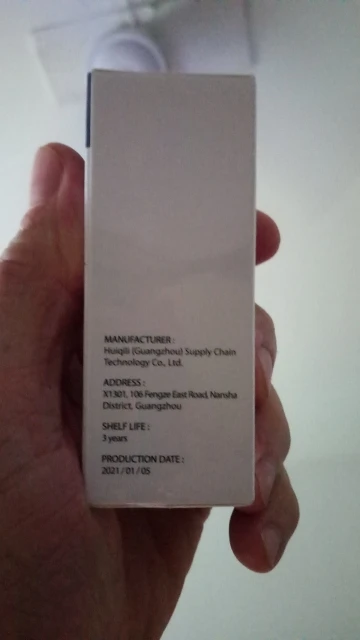 MANUFACTURER :
Huiqili (Guangzhou) Supply Chain
Technology Co., Ltd.
ADDRESS :
X1301, 106 Fengze East Road, Nansha
District, Guangzhou
SHELF LIFE :
3 years
PRODUCTION DATE :
2021 / 01 / 05